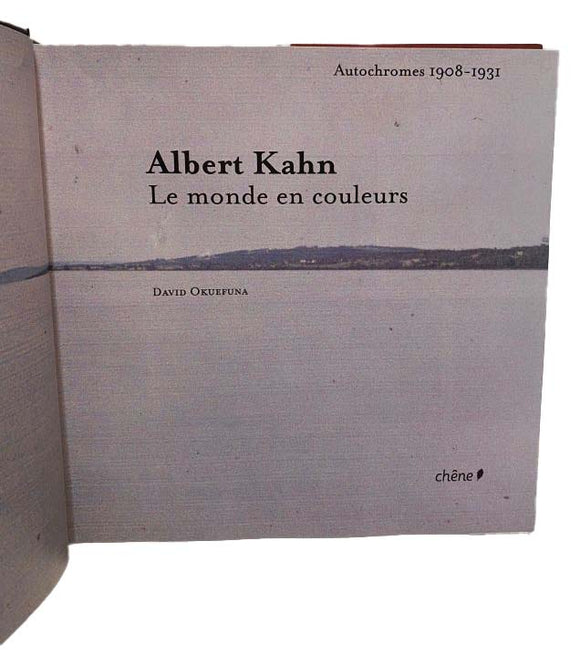 Autochromes 1908-1931
Albert Kahn
Le monde en couleurs
David Okuefuna
chêne